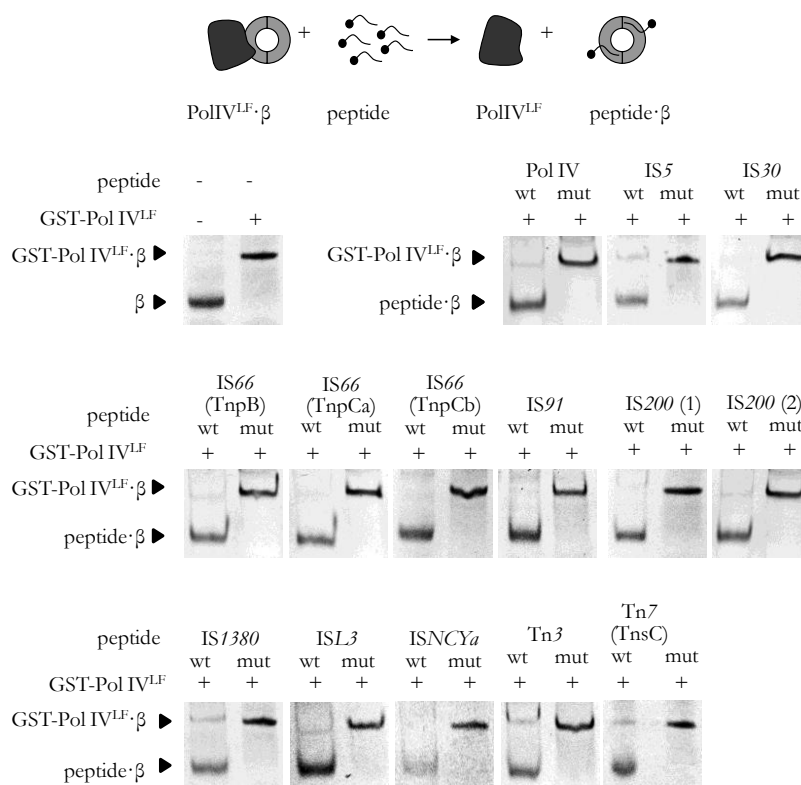 + +
PolIV^LF·β peptide PolIV^LF peptide·β
peptide - -
GST-Pol IV^LF - +
GST-Pol IV^LF·β
β
Pol IV IS5 IS30
wt mut wt mut wt mut
+ + + + + +
GST-Pol IV^LF·β
peptide·β
IS66 (TnpB) IS66 (TnpCa) IS66 (TnpCb) IS91 IS200 (1) IS200 (2)
peptide
wt mut wt mut wt mut wt mut wt mut wt mut
GST-Pol IV^LF + + + + + + + + + + + +
GST-Pol IV^LF·β
peptide·β
peptide IS1380 ISL3 ISNCYa Tn3 Tn7 (TnsC)
wt mut wt mut wt mut wt mut wt mut
GST-Pol IV^LF + + + + + + + + + +
GST-Pol IV^LF·β
peptide·β